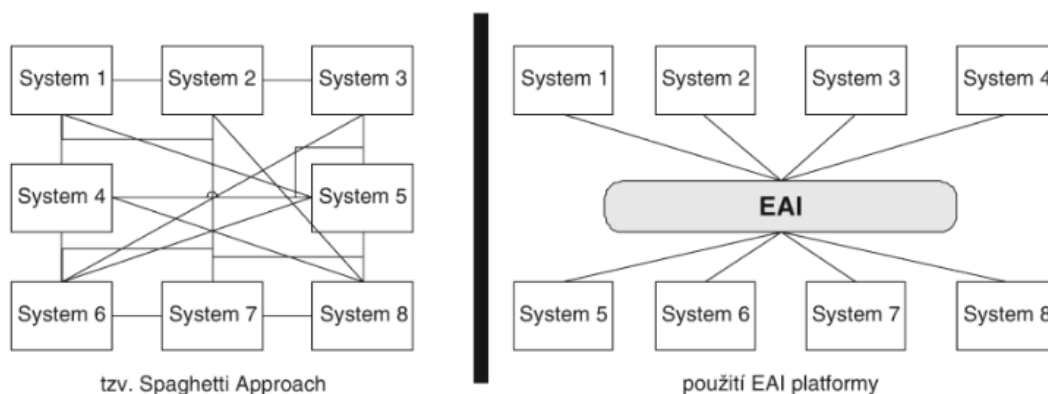 System 1 System 2 System 3
System 4 System 5
System 6 System 7 System 8
tzv. Spaghetti Approach
System 1 System 2 System 3 System 4
EAI
System 5 System 6 System 7 System 8
použití EAI platformy